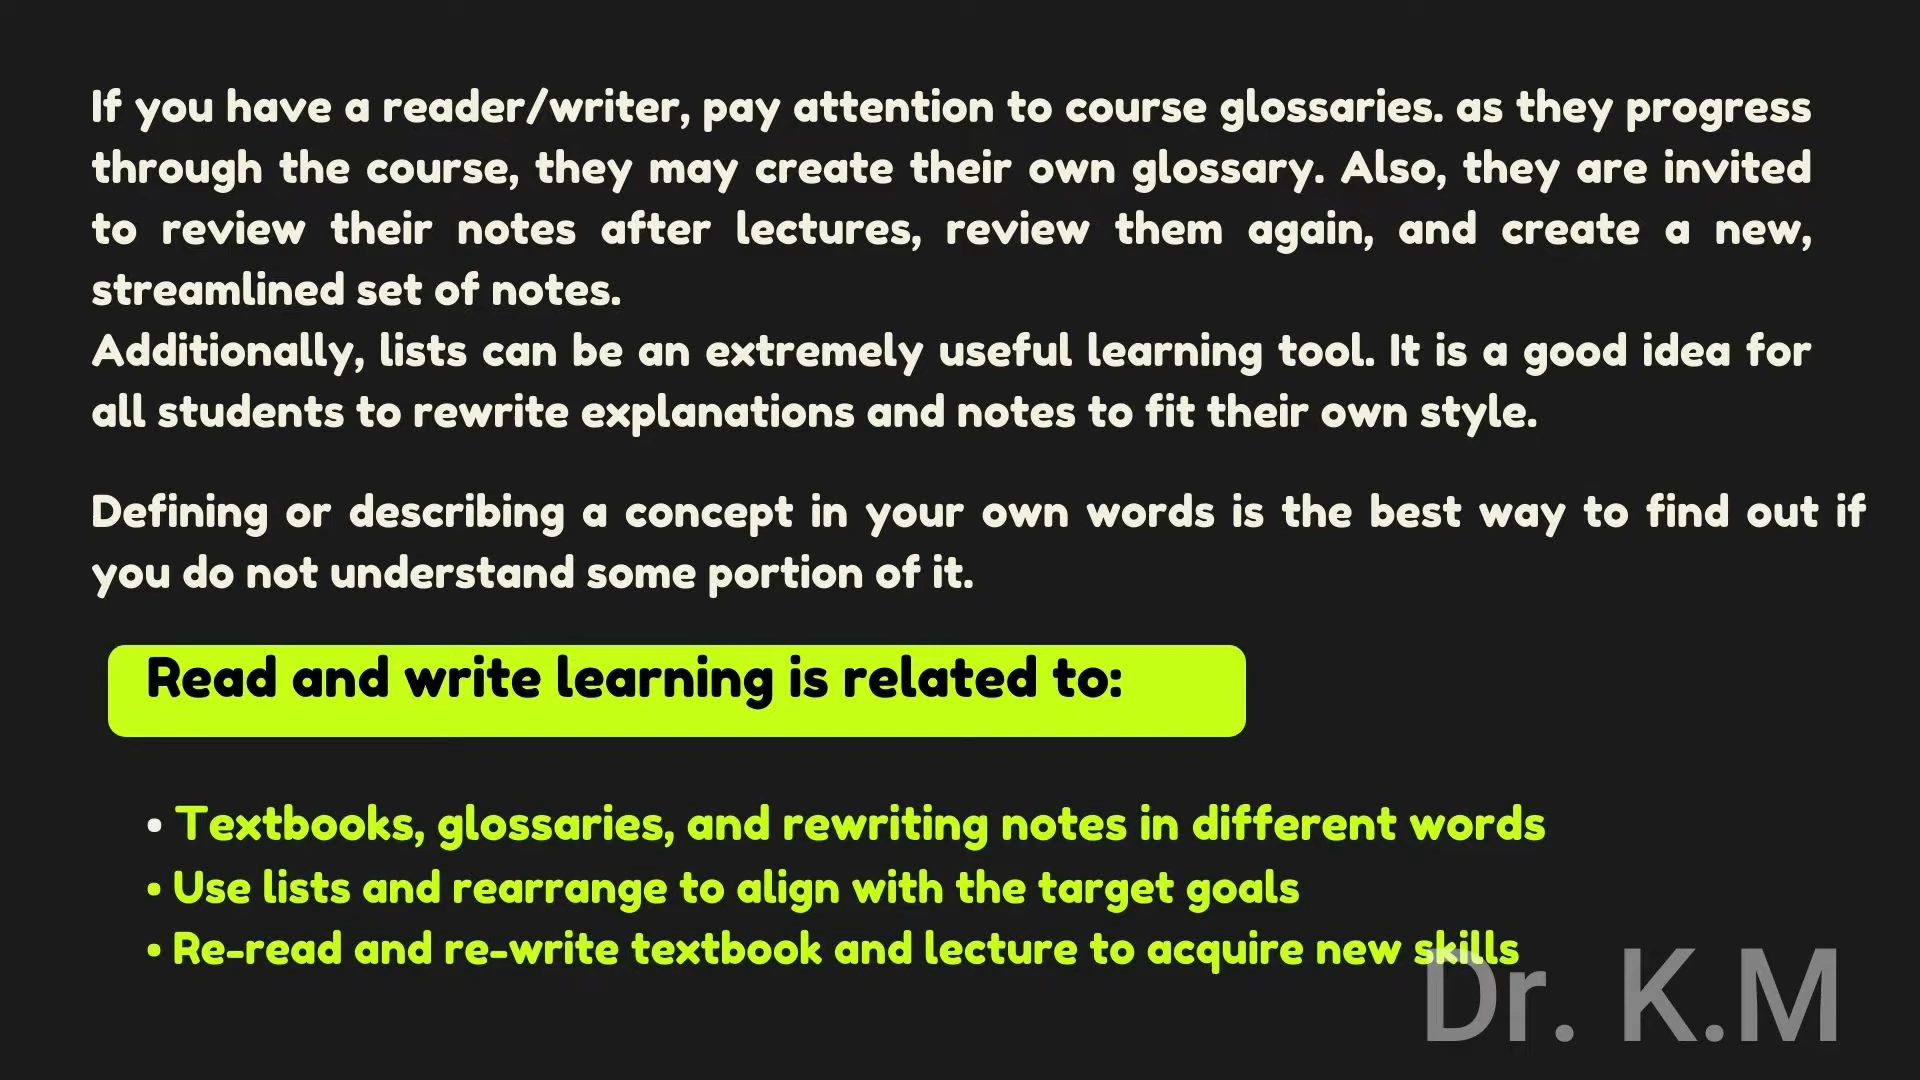 If you have a reader/writer, pay attention to course glossaries. as they progress
through the course, they may create their own glossary. Also, they are invited
to review their notes after lectures, review them again, and create a new,
streamlined set of notes.
Additionally, lists can be an extremely useful learning tool. It is a good idea for
all students to rewrite explanations and notes to fit their own style.
Defining or describing a concept in your own words is the best way to find out if
you do not understand some portion of it.
Read and write learning is related to:
• Textbooks, glossaries, and rewriting notes in different words
• Use lists and rearrange to align with the target goals
• Re-read and re-write textbook and lecture to acquire new skills
Dr. K.M